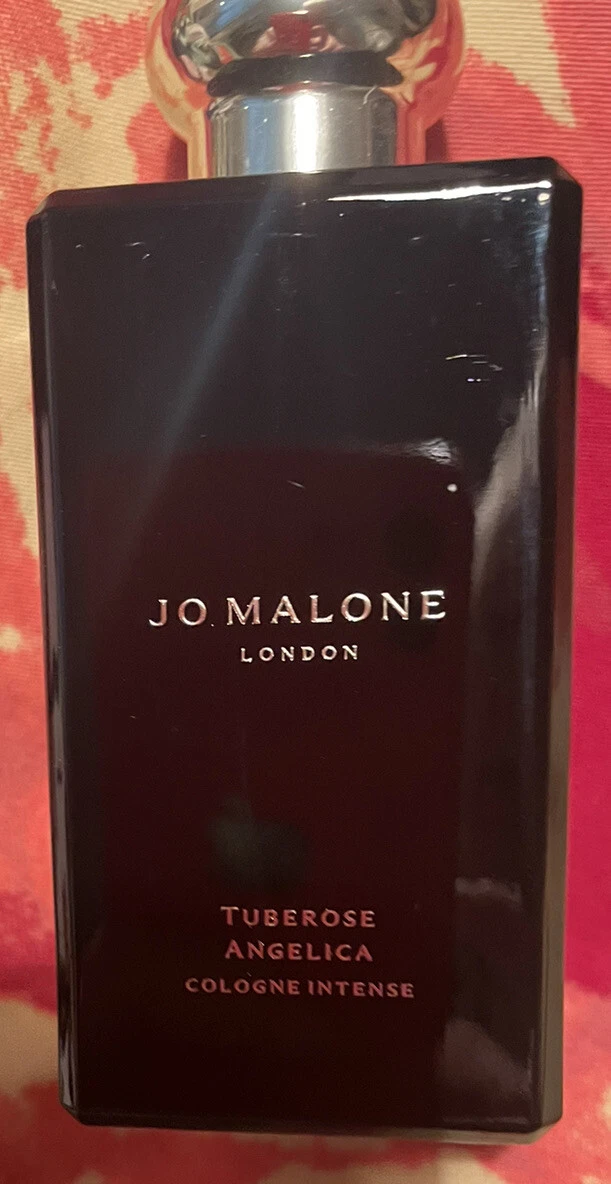 JO MALONE
LONDON
TUBEROSE
ANGELICA
COLOGNE INTENSE